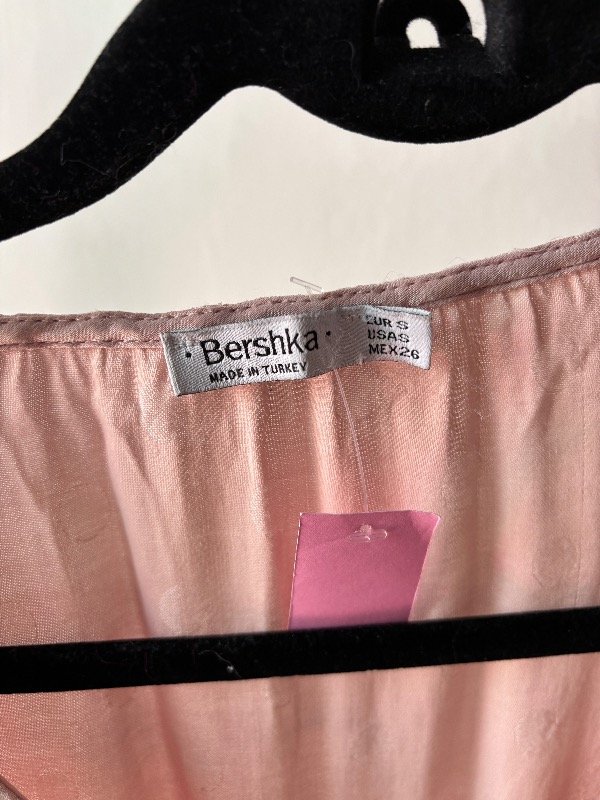 · Bershka ·
MADE IN TURKEY
EUR S
USA S
MEX 26